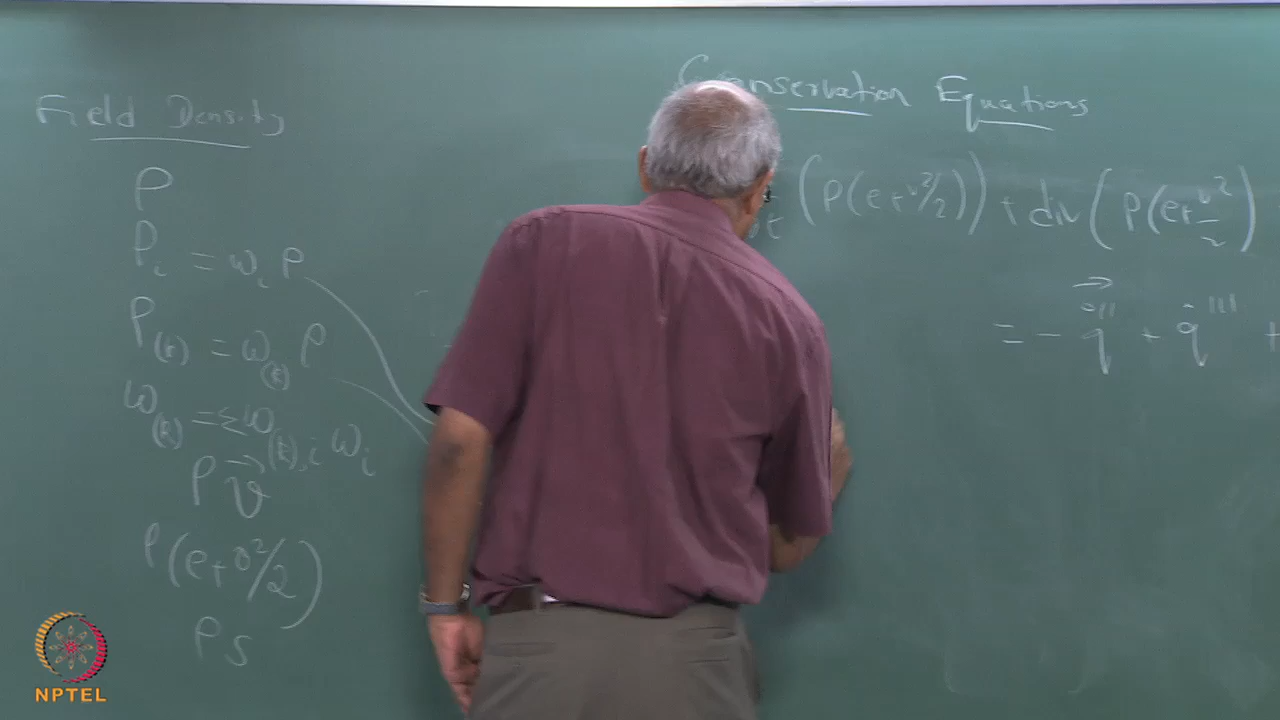 Field Density
ρ
ρ_i = ω_i ρ
ρ_(k) = ω_(k) ρ
ω_(k) = Σω_(k),i ω_i
ρ v⃗
ρ(e+v²/2)
ρs
Conservation Equations
(ρ(e+v²/2)) + div(ρ(e+v²/2)
= - q̇⃗'' + q̇''' +
NPTEL